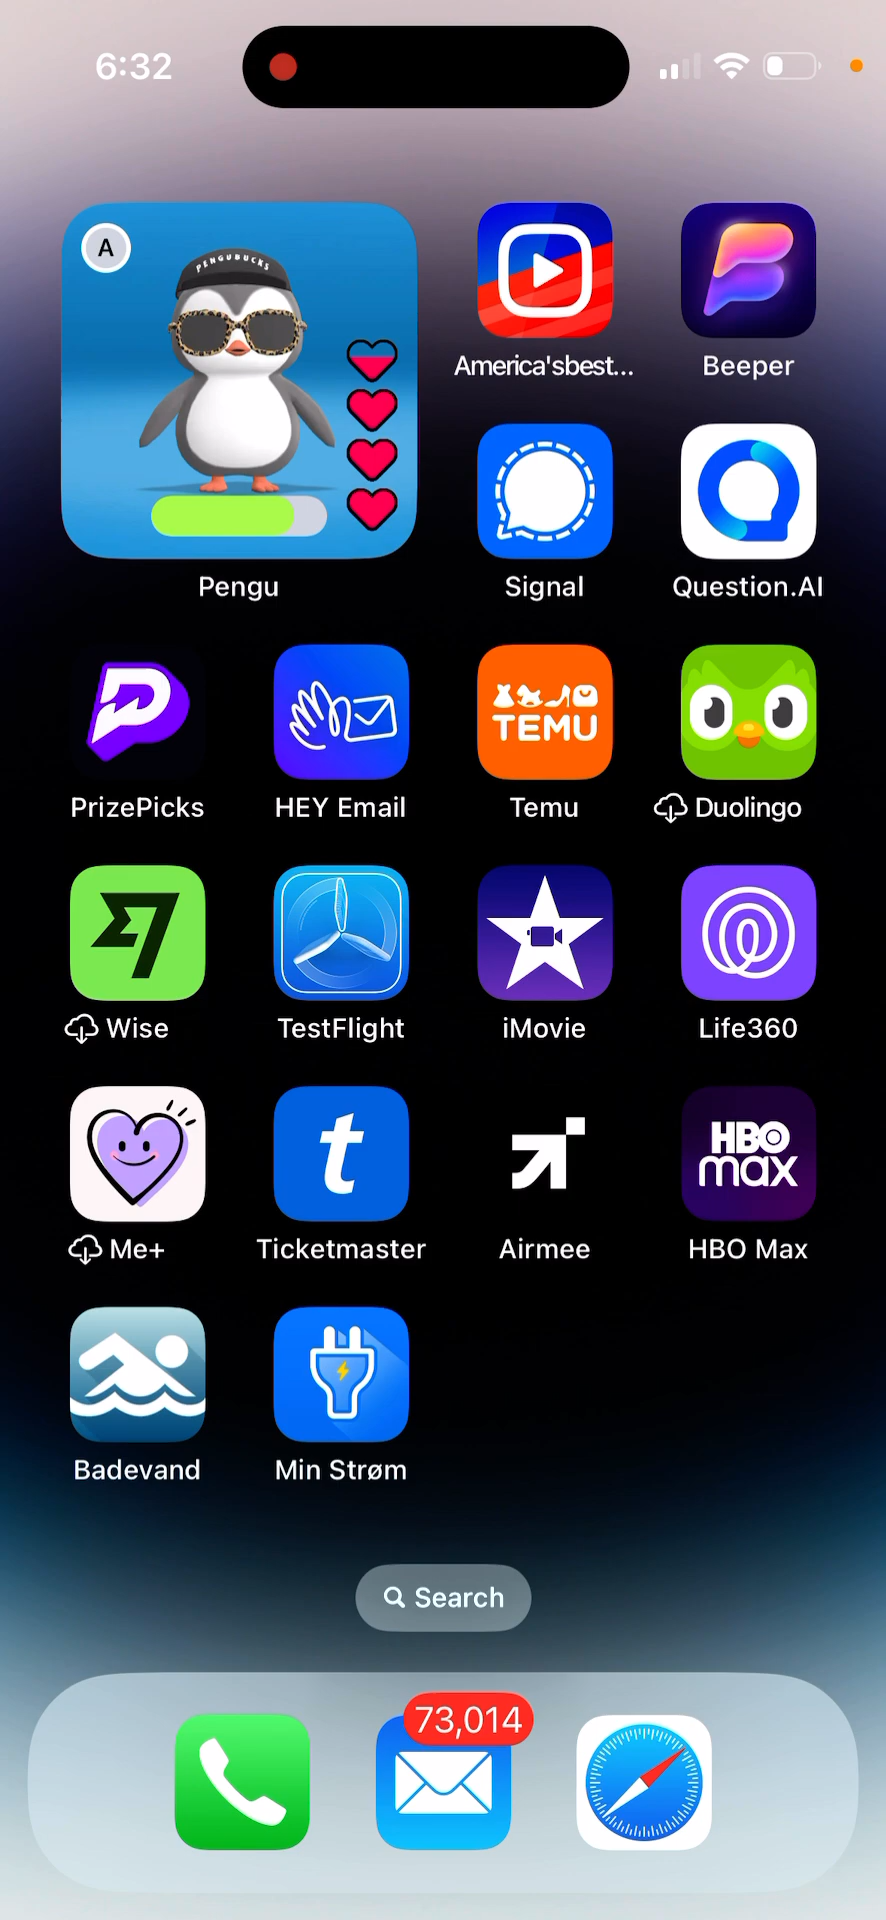 6:32
A
PENGUBUCKS
America'sbest...
Beeper
Pengu
Signal
Question.AI
TEMU
PrizePicks
HEY Email
Temu
Duolingo
Wise
TestFlight
iMovie
Life360
t
HBO
max
Me+
Ticketmaster
Airmee
HBO Max
Badevand
Min Strøm
Search
73,014